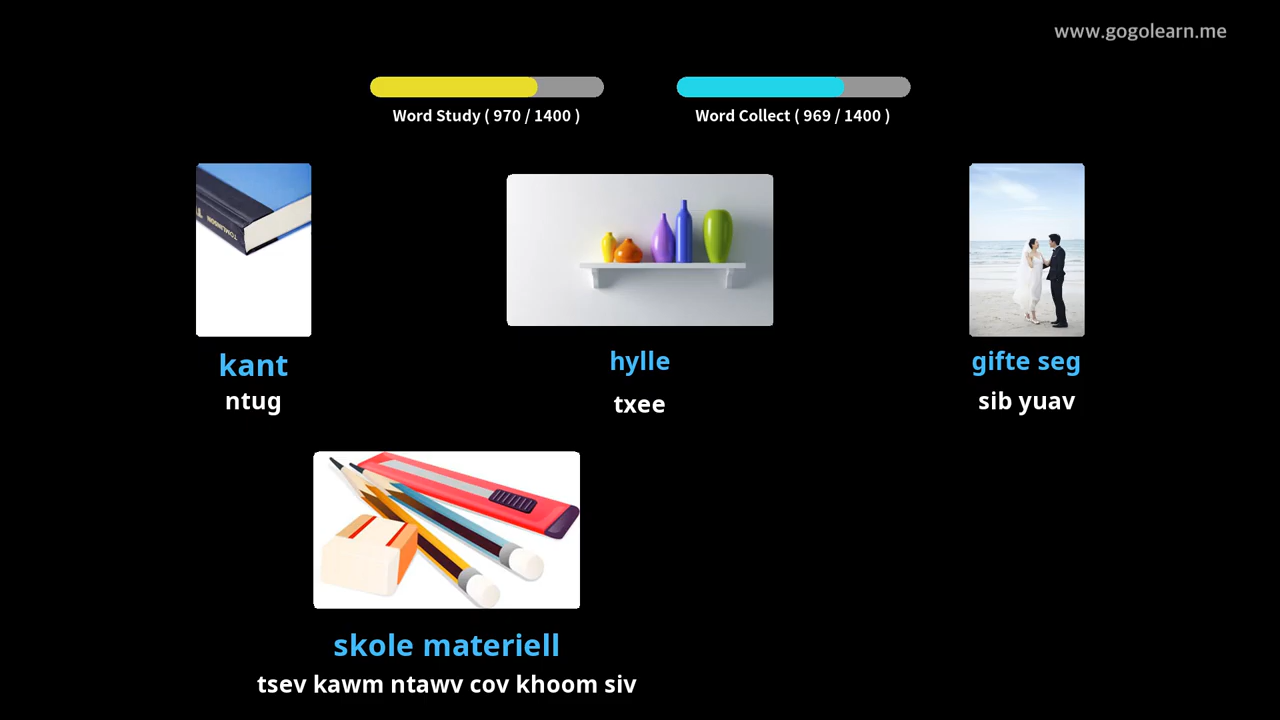 www.gogolearn.me
Word Study ( 970 / 1400 )
Word Collect ( 969 / 1400 )
TOMLINSON
kant
ntug
hylle
txee
gifte seg
sib yuav
skole materiell
tsev kawm ntawv cov khoom siv